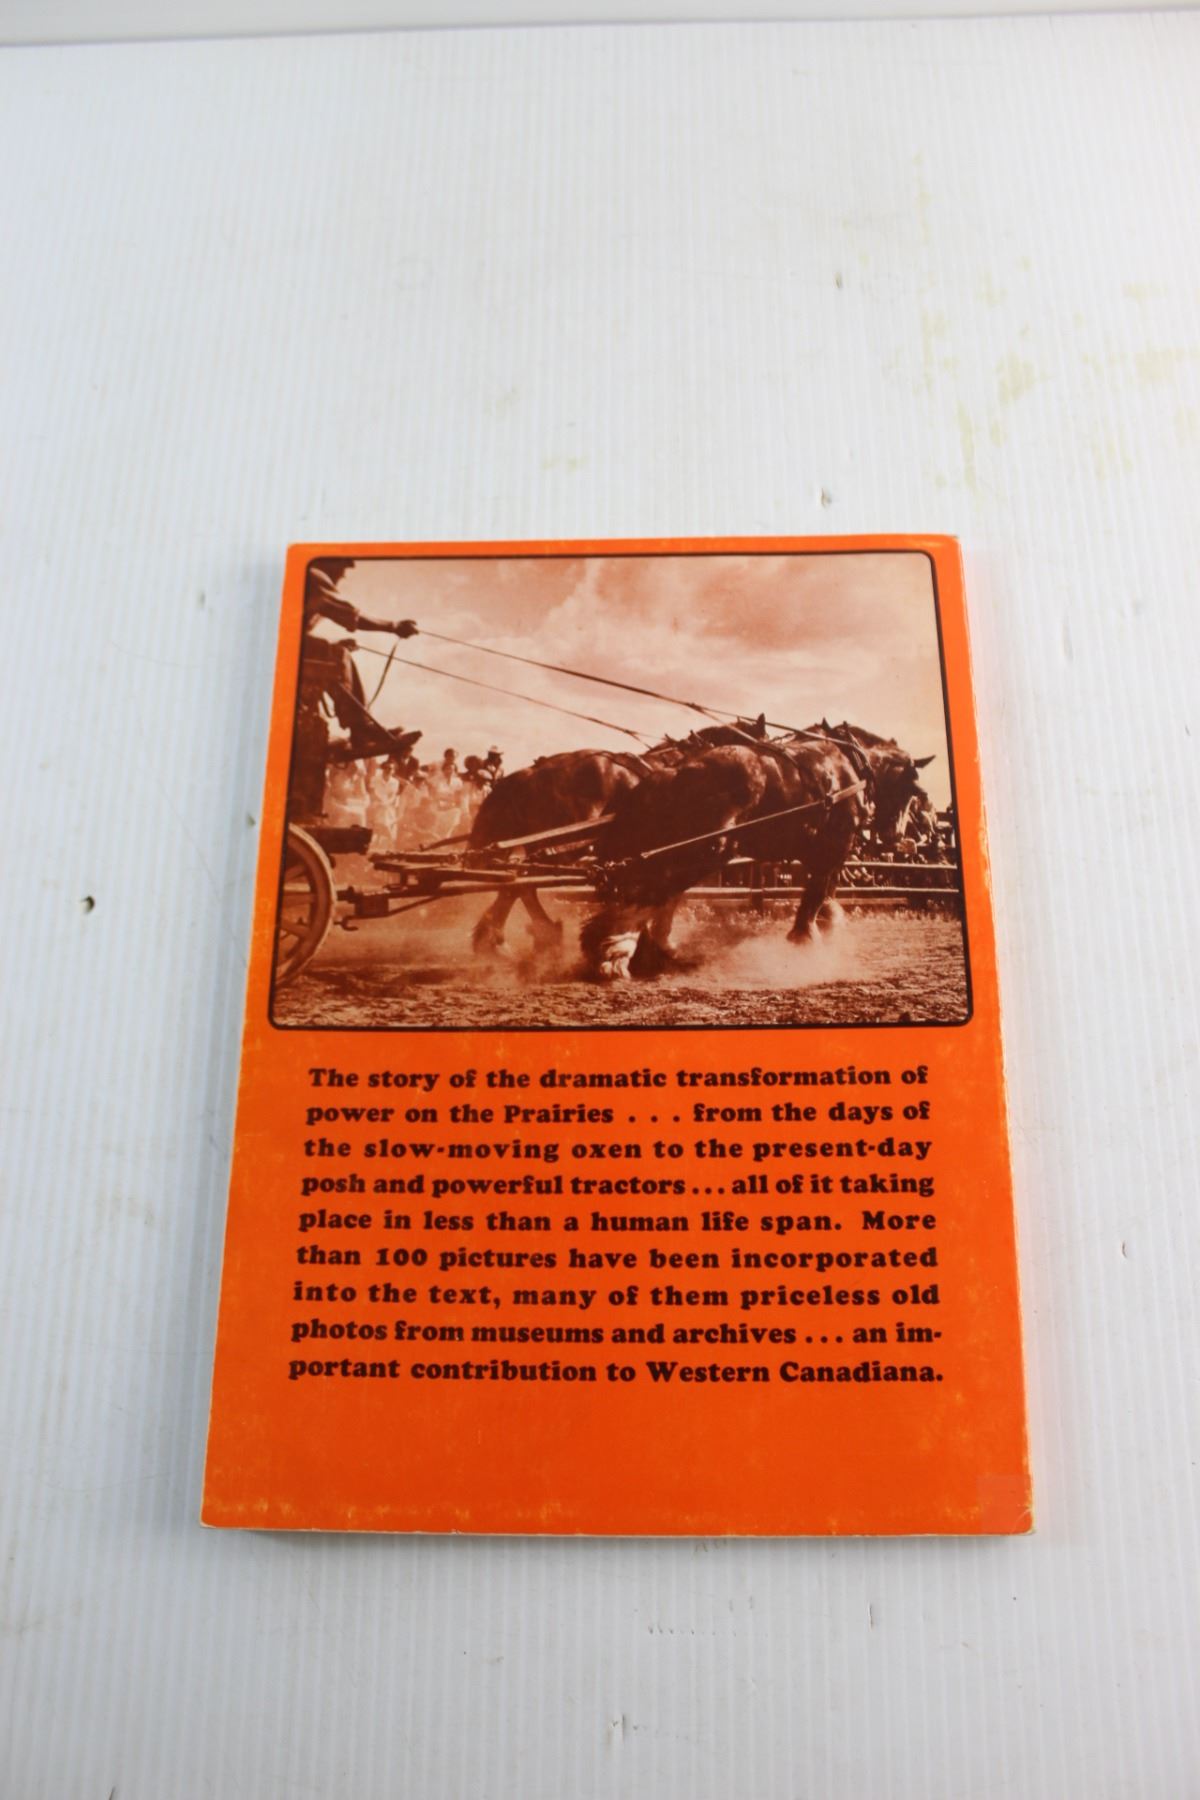 The story of the dramatic transformation of
power on the Prairies . . . from the days of
the slow-moving oxen to the present-day
posh and powerful tractors . . . all of it taking
place in less than a human life span. More
than 100 pictures have been incorporated
into the text, many of them priceless old
photos from museums and archives . . . an im-
portant contribution to Western Canadiana.